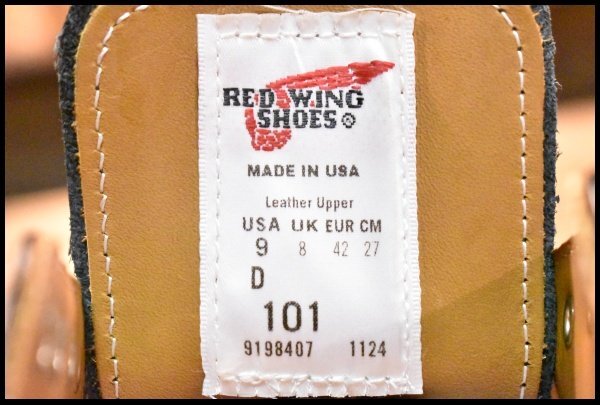 RED WING
SHOES®
MADE IN USA
Leather Upper
USA UK EUR CM
9 8 42 27
D
101
9198407 1124